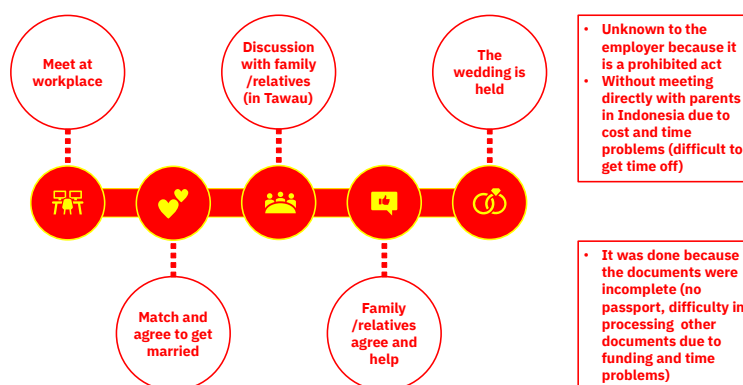 Meet at
workplace
Discussion
with family
/relatives
(in Tawau)
The
wedding is
held
Match and
agree to get
married
Family
/relatives
agree and
help
• Unknown to the
employer because it
is a prohibited act
• Without meeting
directly with parents
in Indonesia due to
cost and time
problems (difficult to
get time off)
• It was done because
the documents were
incomplete (no
passport, difficulty in
processing other
documents due to
funding and time
problems)